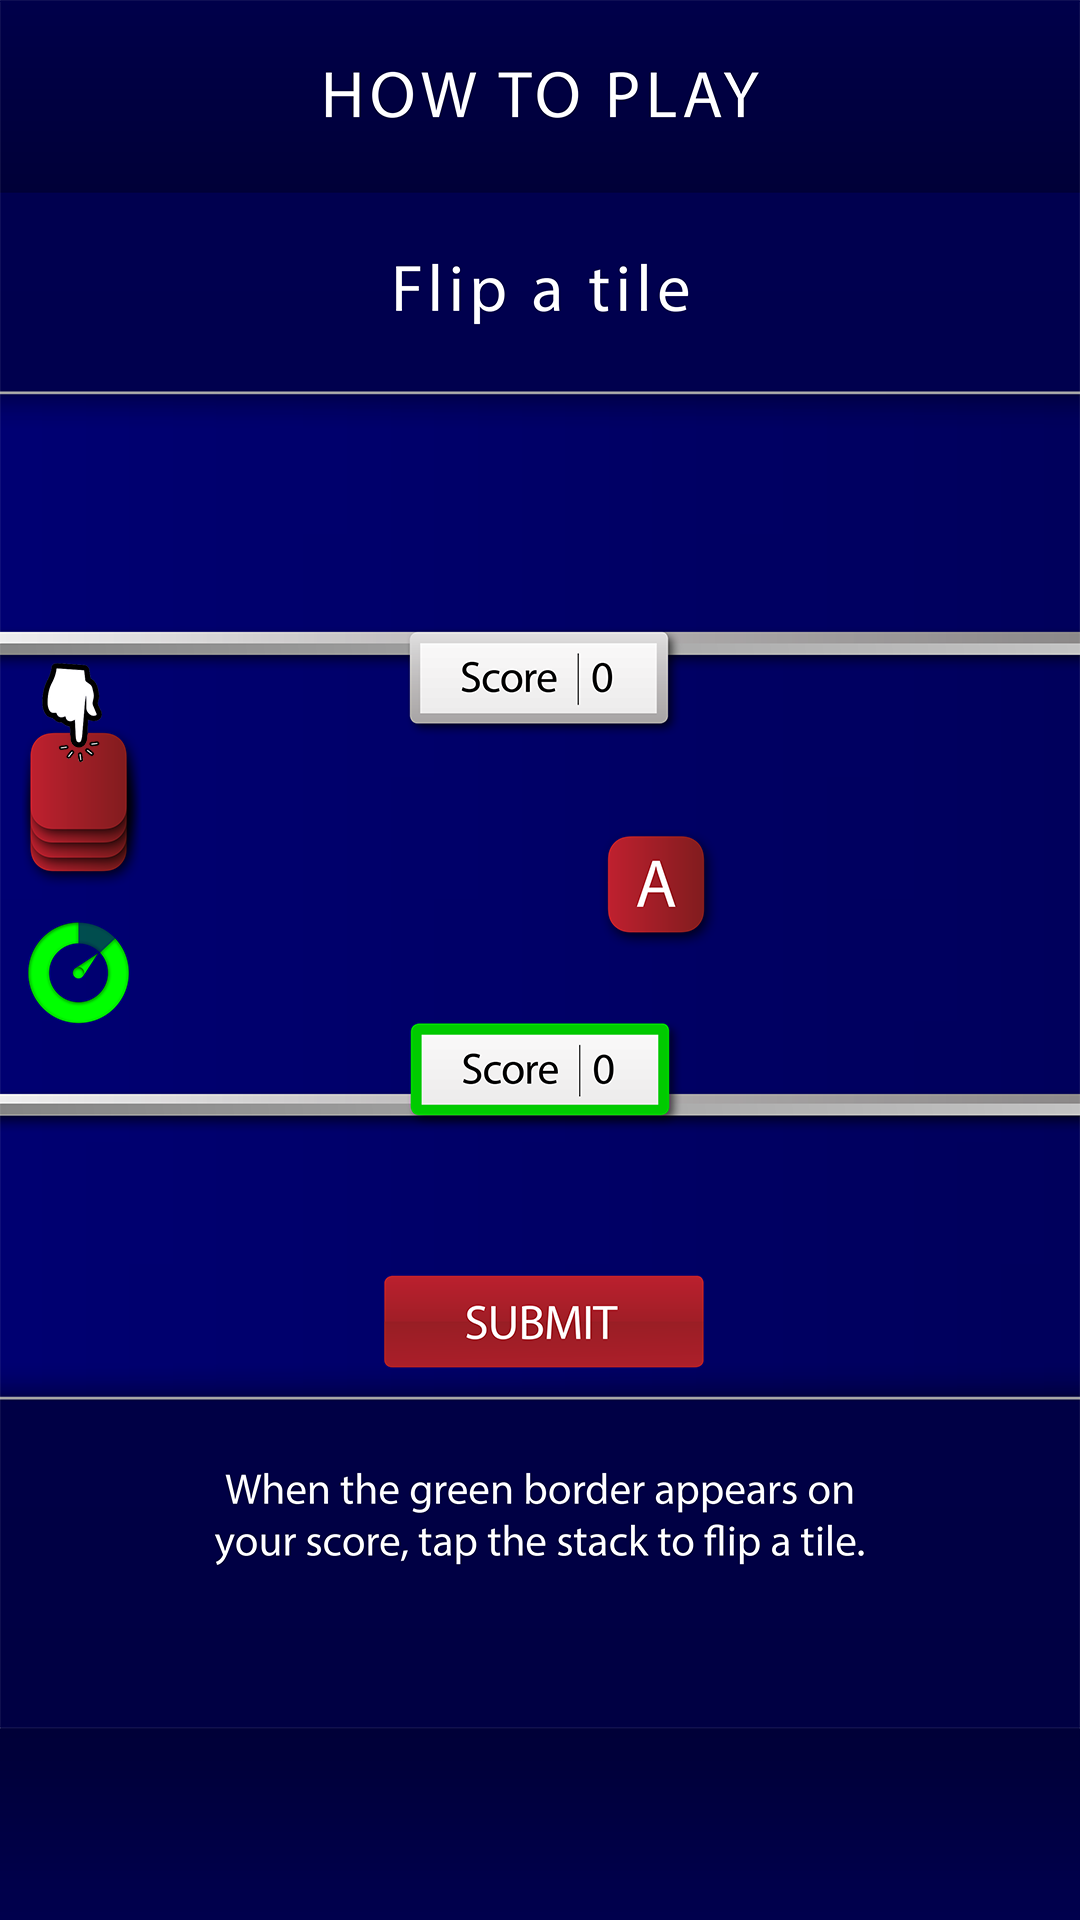 HOW TO PLAY
Flip a tile
Score 0
A
Score 0
SUBMIT
When the green border appears on
your score, tap the stack to flip a tile.